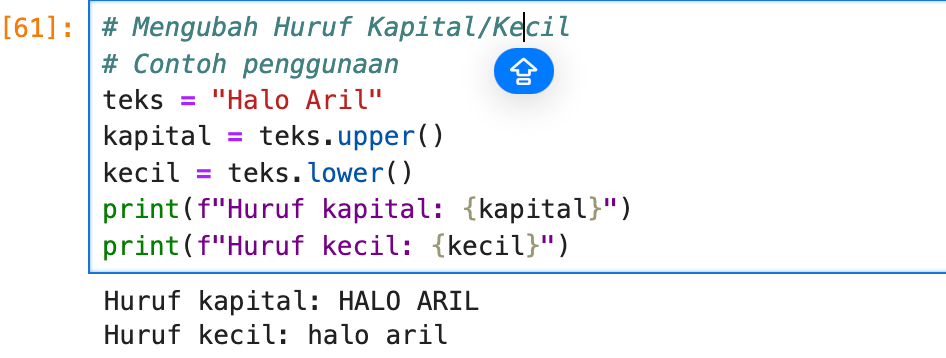 [61]: # Mengubah Huruf Kapital/Kecil
# Contoh penggunaan
teks = "Halo Aril"
kapital = teks.upper()
kecil = teks.lower()
print(f"Huruf kapital: {kapital}")
print(f"Huruf kecil: {kecil}")
Huruf kapital: HALO ARIL
Huruf kecil: halo aril